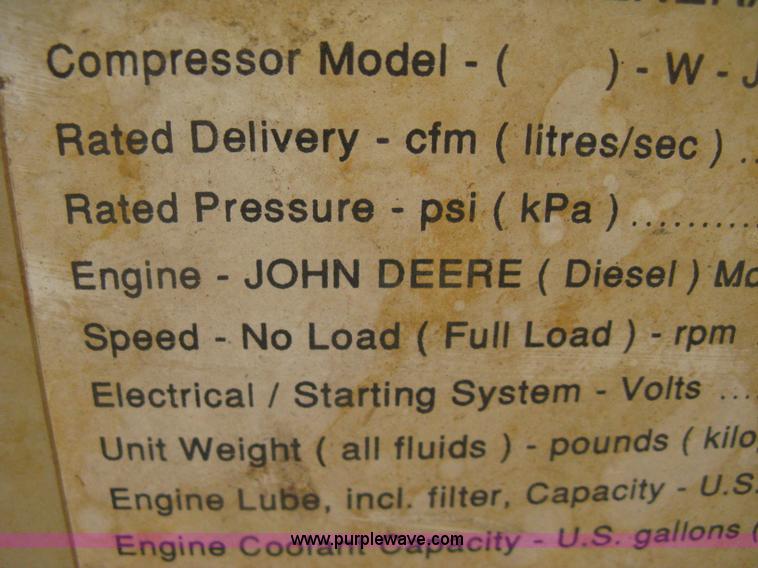 Compressor Model - ( ) - W - J
Rated Delivery - cfm ( litres/sec ) ..
Rated Pressure - psi ( kPa ) ...........
Engine - JOHN DEERE ( Diesel ) Mo
Speed - No Load ( Full Load ) - rpm
Electrical / Starting System - Volts ....
Unit Weight ( all fluids ) - pounds ( kilo
Engine Lube, incl. filter, Capacity - U.S.
Engine Coolant Capacity - U.S. gallons (
www.purplewave.com